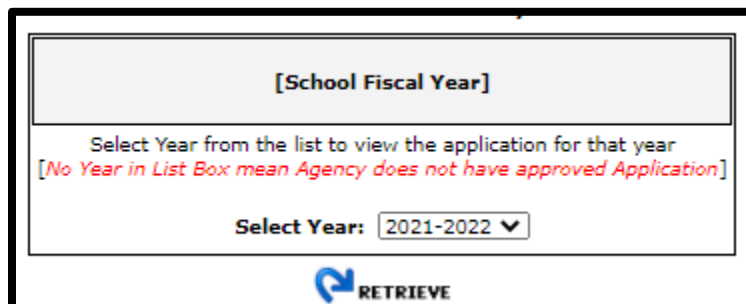 [School Fiscal Year]
Select Year from the list to view the application for that year
[No Year in List Box mean Agency does not have approved Application]
Select Year: 2021-2022
RETRIEVE